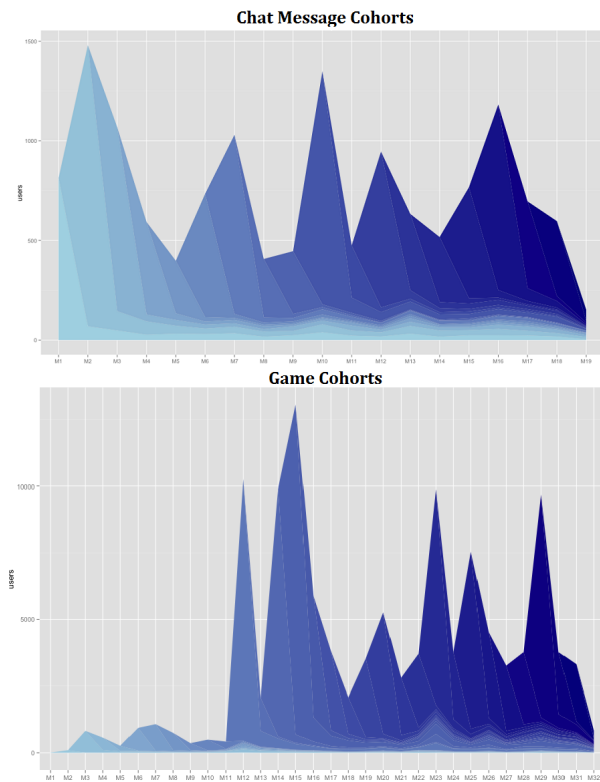 Chat Message Cohorts
1500
1000
users
500
0
M1 M2 M3 M4 M5 M6 M7 M8 M9 M10 M11 M12 M13 M14 M15 M16 M17 M18 M19
Game Cohorts
10000
users
5000
0
M1 M2 M3 M4 M5 M6 M7 M8 M9 M10 M11 M12 M13 M14 M15 M16 M17 M18 M19 M20 M21 M22 M23 M24 M25 M26 M27 M28 M29 M30 M31 M32